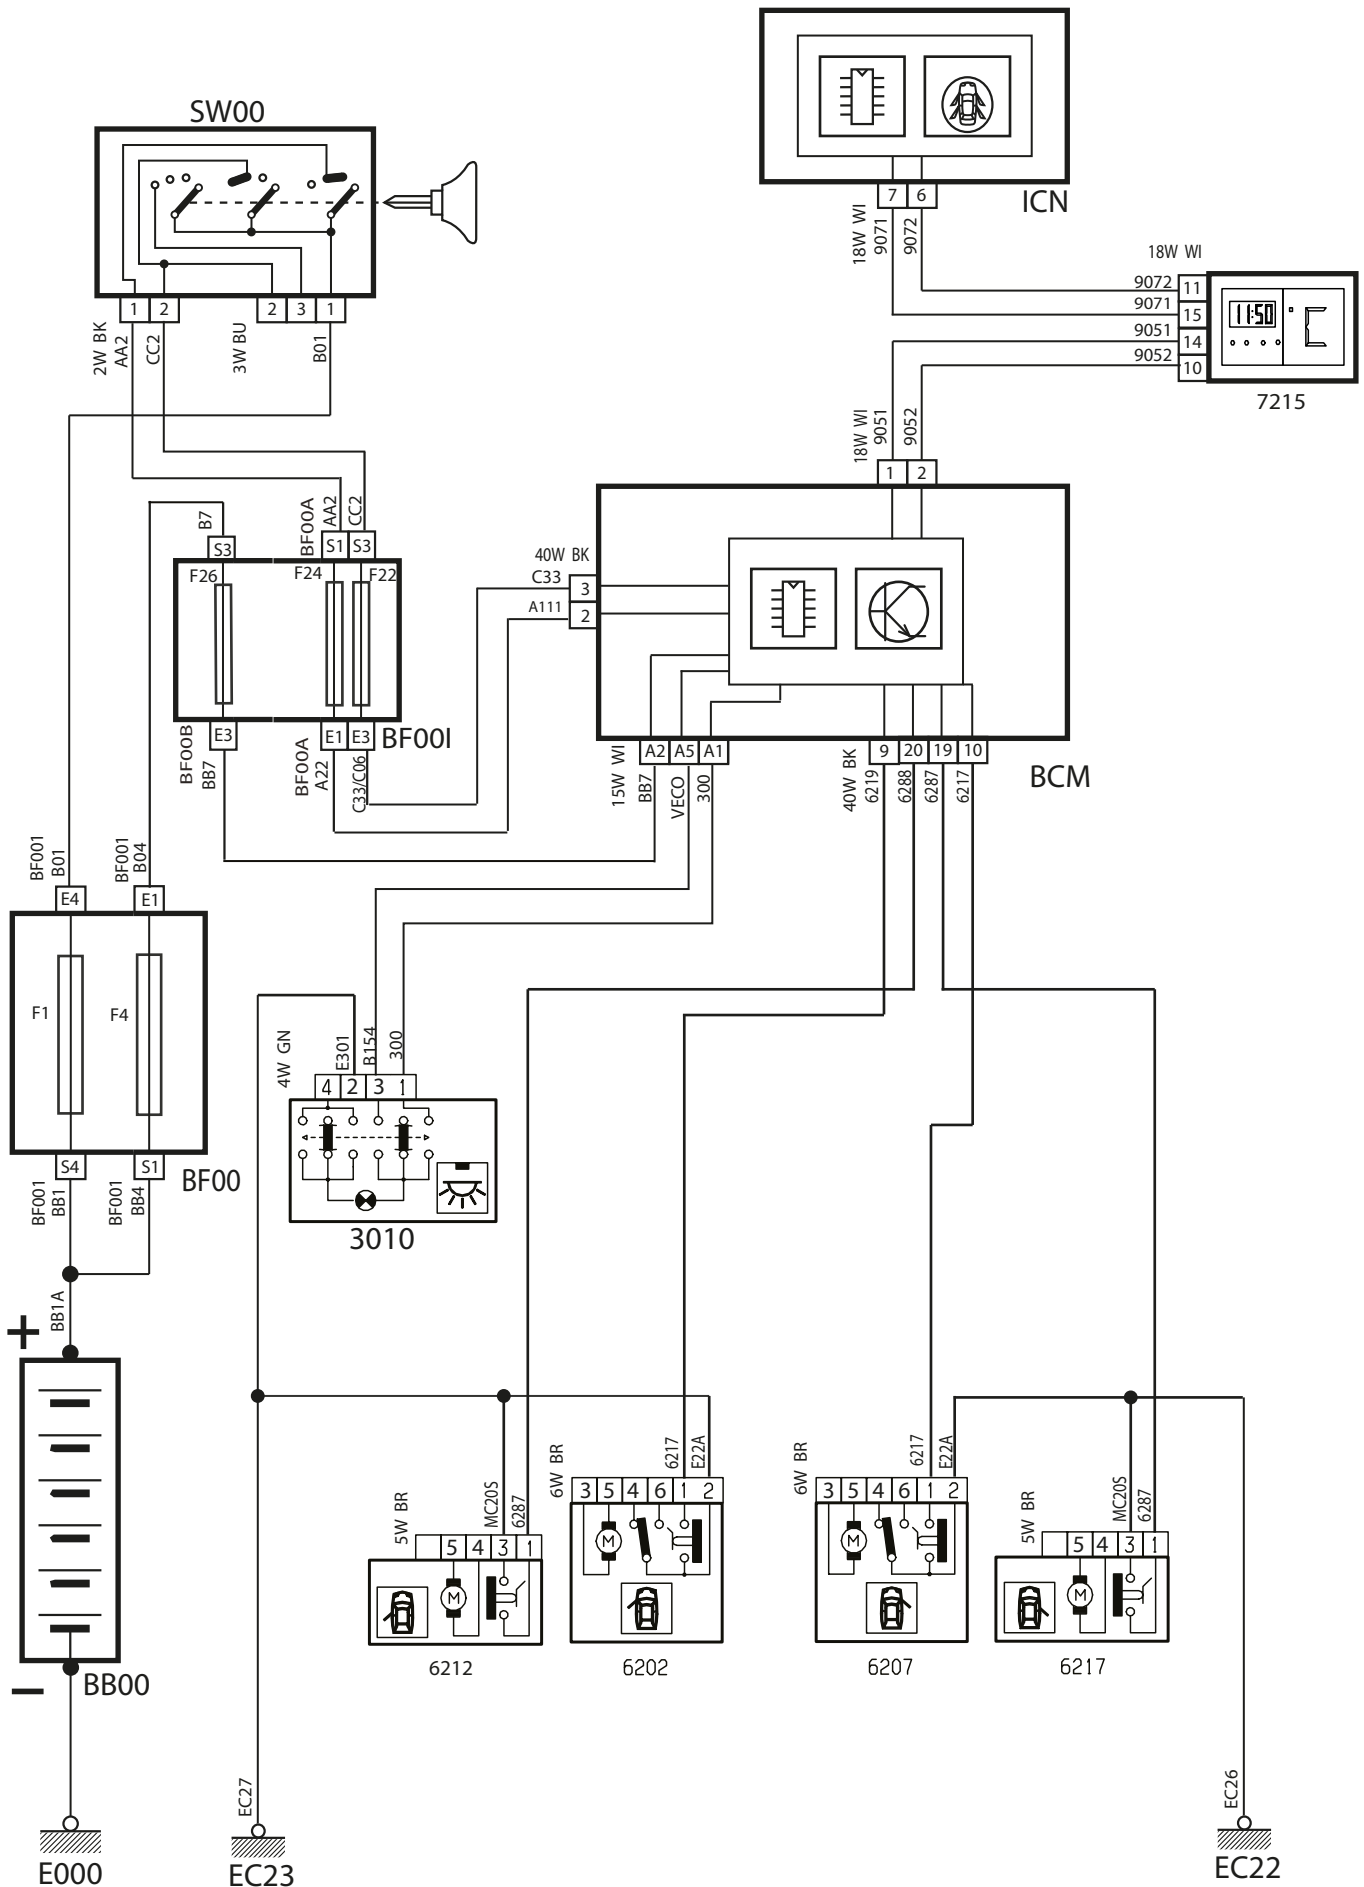 SW00
1 2 2 3 1
2W BK
AA2
CC2
3W BU
B01
ICN
7 6
18W WI
9071
9072
18W WI
9072 11
9071 15
9051 14
9052 10
11:50
7215
18W WI
9051
9052
1 2
B7
BF00A
AA2
CC2
S3 S1 S3
F26 F24 F22
E3 E1 E3
BF00I
BF00B
BB7
BF00A
A22
C33/C06
40W BK
C33 3
A111 2
A2 A5 A1
15W WI
BB7
VECO
300
9 20 19 10
40W BK
6219
6288
6287
6217
BCM
BF001
B01
BF001
B04
E4 E1
F1 F4
S4 S1
BF00
BF001
BB1
BF001
BB4
4W GN
E301
B154
300
4 2 3 1
3010
+
BB1A
BB00
−
E000
EC27
EC23
5W BR
MC20S
6287
5 4 3 1
M
6212
6W BR
6217
E22A
3 5 4 6 1 2
M
6202
6W BR
6217
E22A
3 5 4 6 1 2
M
6207
5W BR
MC20S
6287
5 4 3 1
M
6217
EC26
EC22